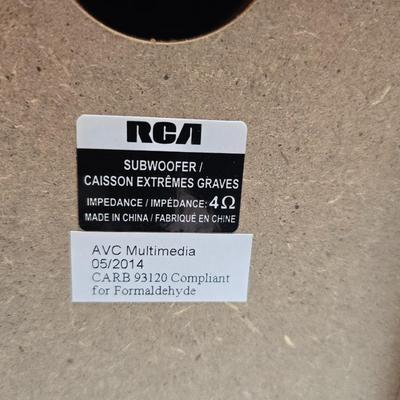 RCA
SUBWOOFER /
CAISSON EXTRÊMES GRAVES
IMPEDANCE / IMPÉDANCE: 4Ω
MADE IN CHINA / FABRIQUÉ EN CHINE
AVC Multimedia
05/2014
CARB 93120 Compliant
for Formaldehyde